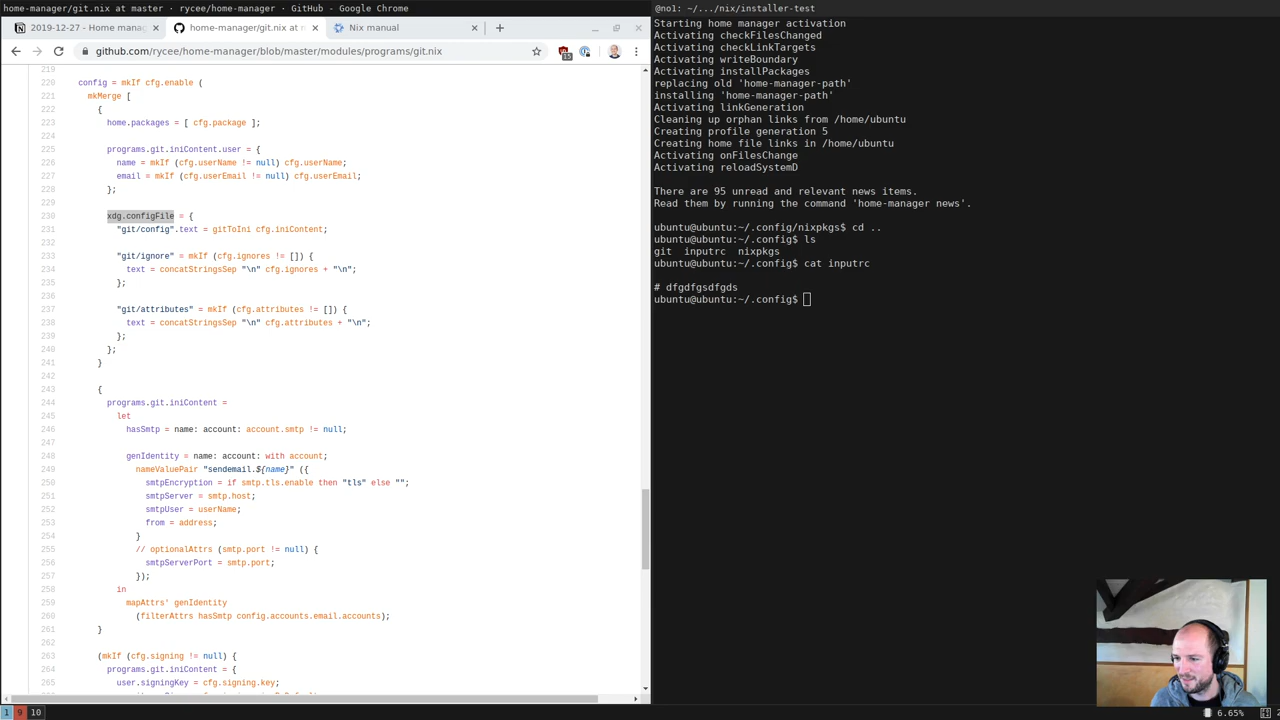 home-manager/git.nix at master · rycee/home-manager · GitHub - Google Chrome
2019-12-27 - Home manag
home-manager/git.nix at m
Nix manual
github.com/rycee/home-manager/blob/master/modules/programs/git.nix
15
219
220 config = mkIf cfg.enable (
221 mkMerge [
222 {
223 home.packages = [ cfg.package ];
224
225 programs.git.iniContent.user = {
226 name = mkIf (cfg.userName != null) cfg.userName;
227 email = mkIf (cfg.userEmail != null) cfg.userEmail;
228 };
229
230 xdg.configFile = {
231 "git/config".text = gitToIni cfg.iniContent;
232
233 "git/ignore" = mkIf (cfg.ignores != []) {
234 text = concatStringsSep "\n" cfg.ignores + "\n";
235 };
236
237 "git/attributes" = mkIf (cfg.attributes != []) {
238 text = concatStringsSep "\n" cfg.attributes + "\n";
239 };
240 };
241 }
242
243 {
244 programs.git.iniContent =
245 let
246 hasSmtp = name: account: account.smtp != null;
247
248 genIdentity = name: account: with account;
249 nameValuePair "sendemail.${name}" ({
250 smtpEncryption = if smtp.tls.enable then "tls" else "";
251 smtpServer = smtp.host;
252 smtpUser = userName;
253 from = address;
254 }
255 // optionalAttrs (smtp.port != null) {
256 smtpServerPort = smtp.port;
257 });
258 in
259 mapAttrs' genIdentity
260 (filterAttrs hasSmtp config.accounts.email.accounts);
261 }
262
263 (mkIf (cfg.signing != null) {
264 programs.git.iniContent = {
265 user.signingKey = cfg.signing.key;
@no1: ~/.../nix/installer-test
Starting home manager activation
Activating checkFilesChanged
Activating checkLinkTargets
Activating writeBoundary
Activating installPackages
replacing old 'home-manager-path'
installing 'home-manager-path'
Activating linkGeneration
Cleaning up orphan links from /home/ubuntu
Creating profile generation 5
Creating home file links in /home/ubuntu
Activating onFilesChange
Activating reloadSystemD
There are 95 unread and relevant news items.
Read them by running the command 'home-manager news'.
ubuntu@ubuntu:~/.config/nixpkgs$ cd ..
ubuntu@ubuntu:~/.config$ ls
git inputrc nixpkgs
ubuntu@ubuntu:~/.config$ cat inputrc
# dfgdfgsdfgds
ubuntu@ubuntu:~/.config$
1 9 10
6.65%